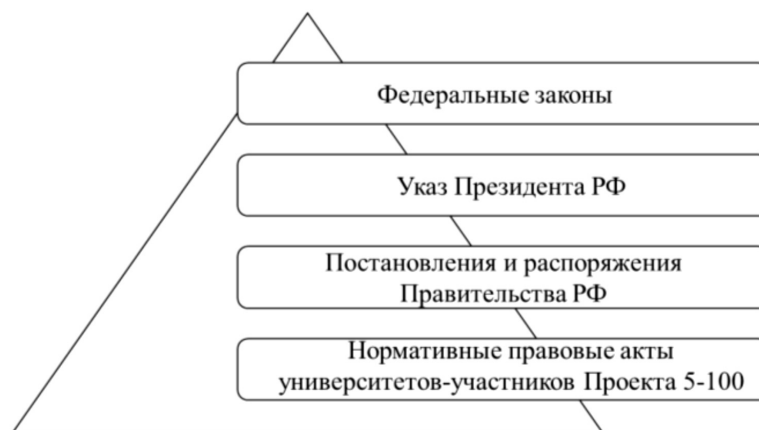 Федеральные законы
Указ Президента РФ
Постановления и распоряжения
Правительства РФ
Нормативные правовые акты
университетов-участников Проекта 5-100